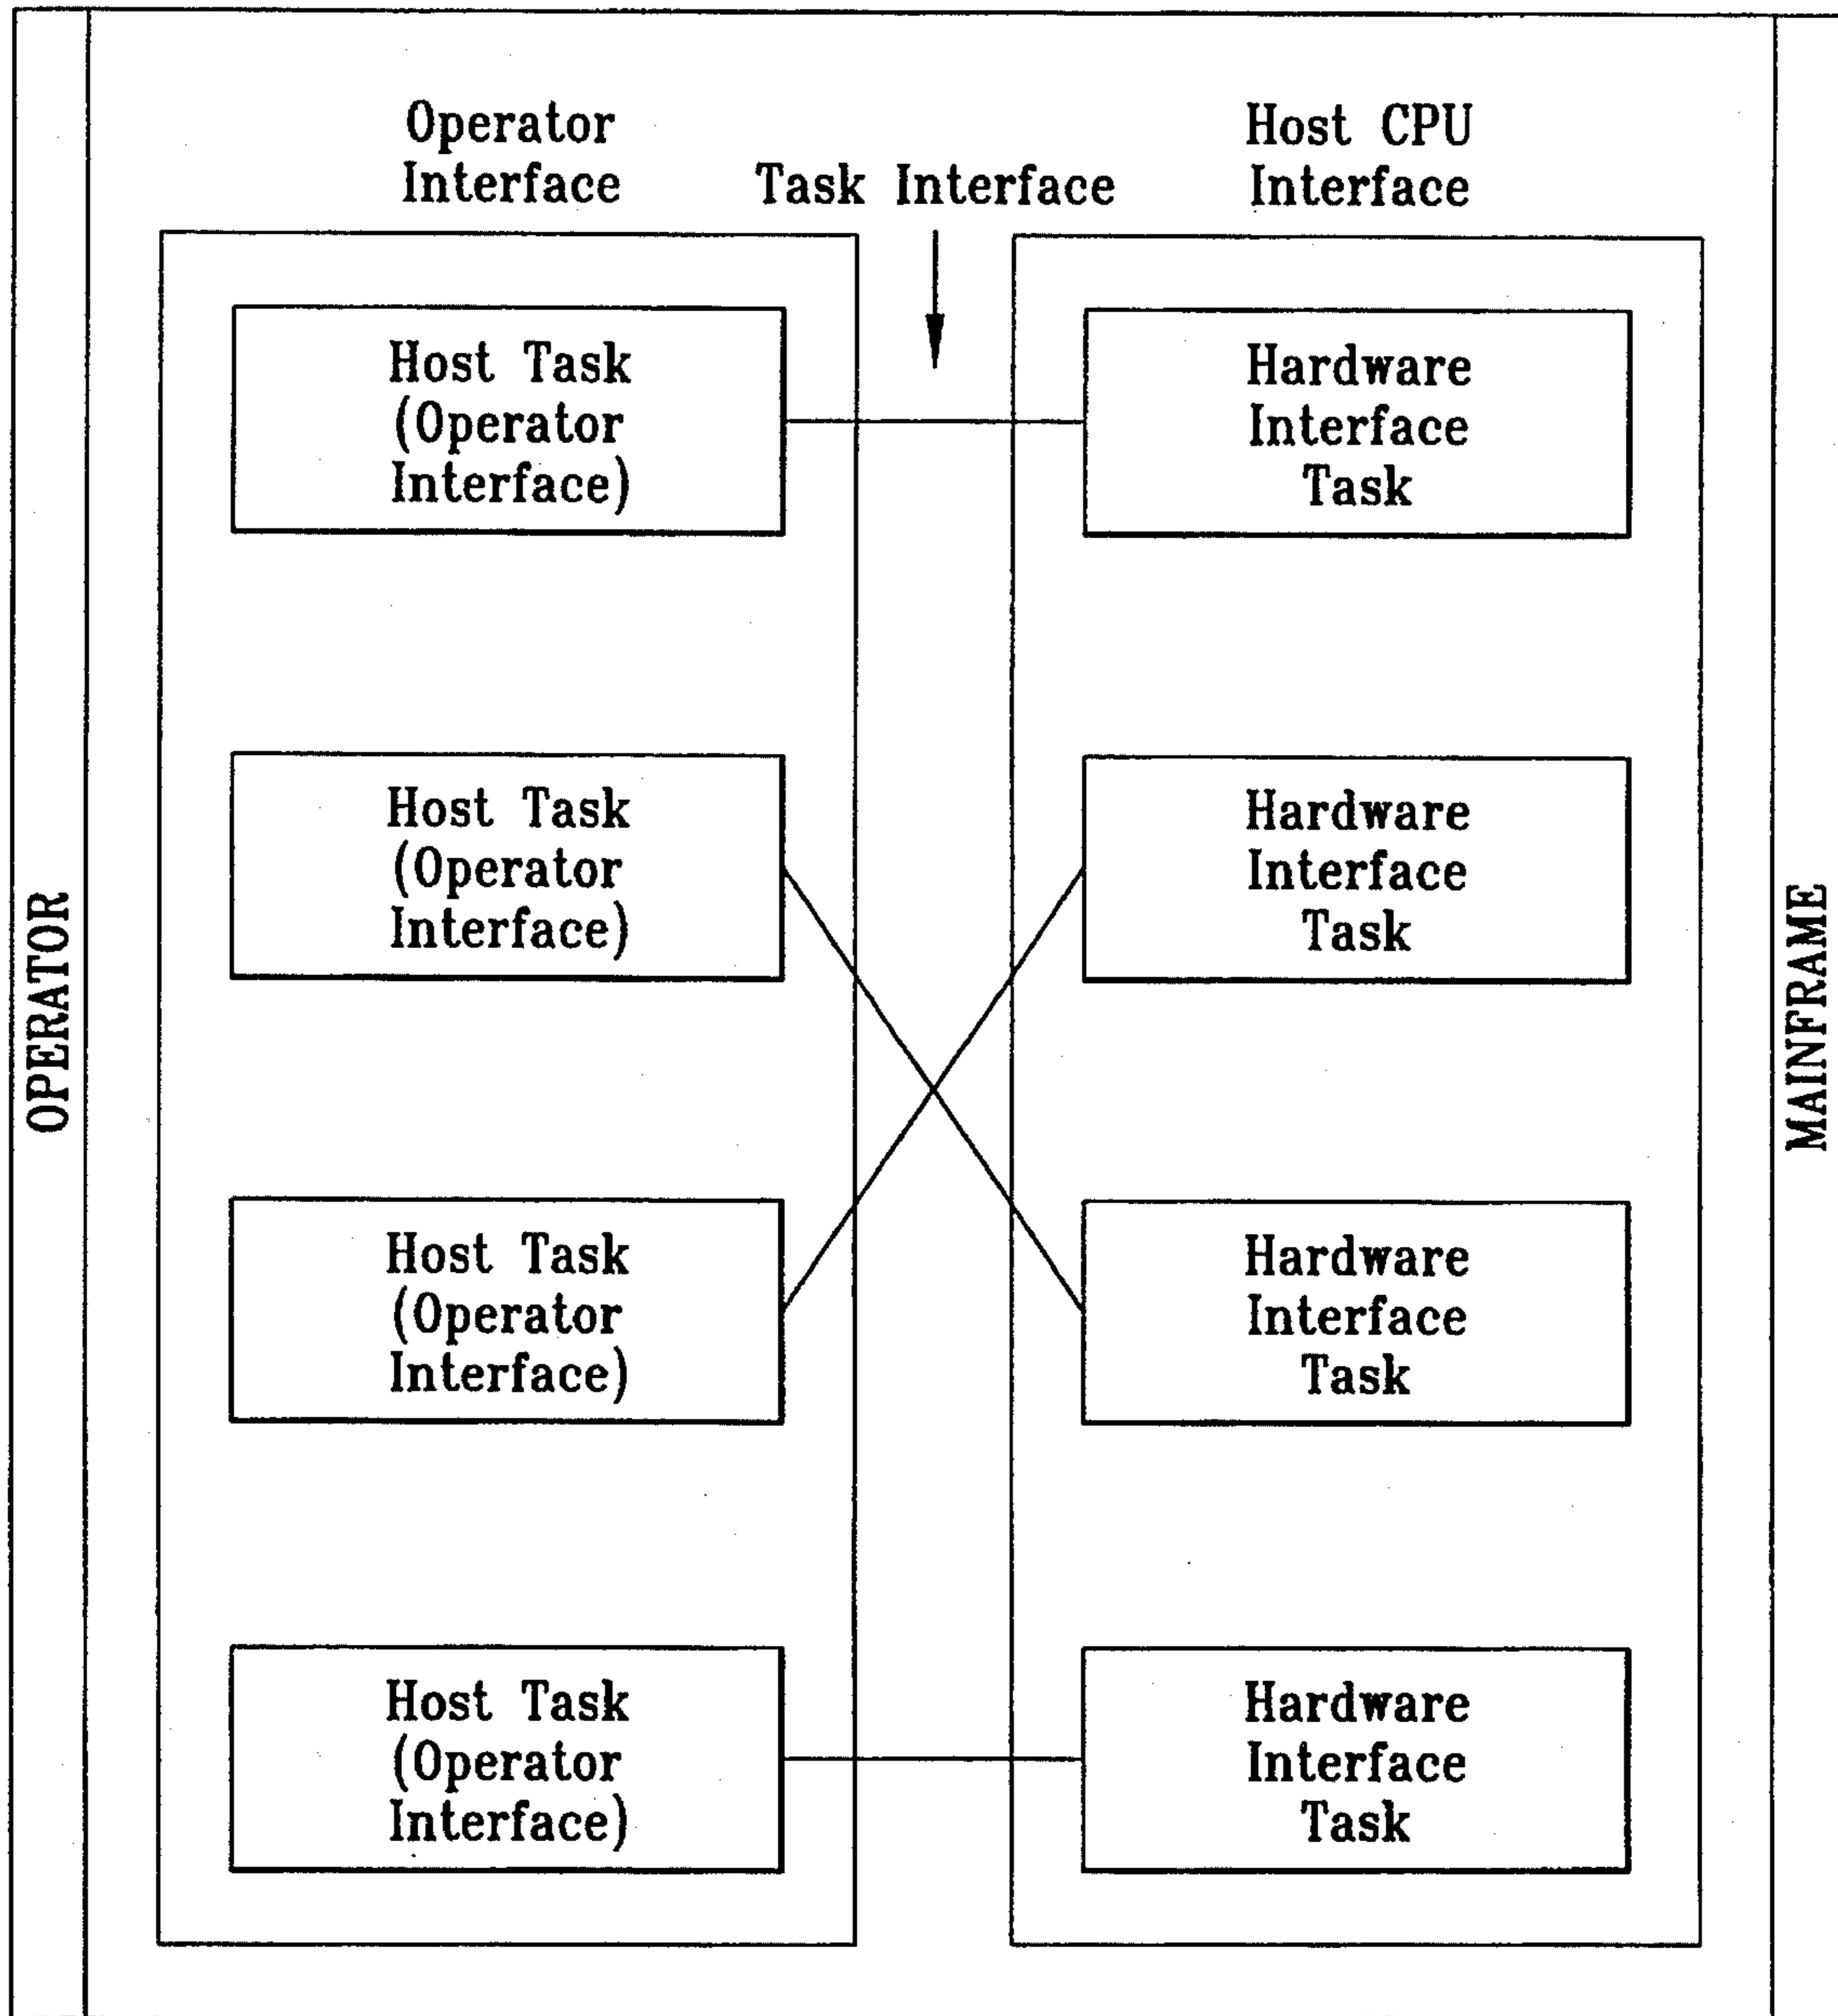 Operator
Interface
Task Interface
Host CPU
Interface
OPERATOR
Host Task
(Operator
Interface)
Hardware
Interface
Task
Host Task
(Operator
Interface)
Hardware
Interface
Task
Host Task
(Operator
Interface)
Hardware
Interface
Task
Host Task
(Operator
Interface)
Hardware
Interface
Task
MAINFRAME